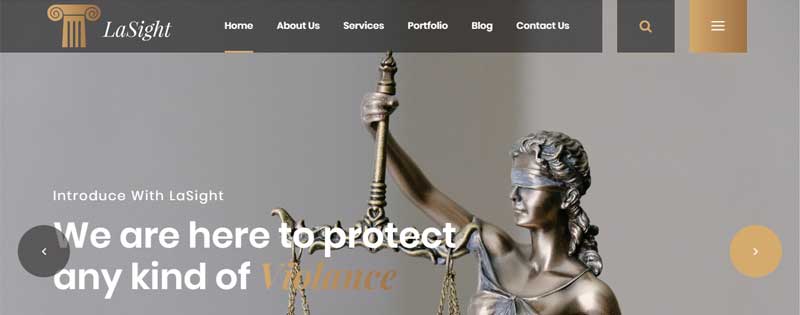 LaSight
Home About Us Services Portfolio Blog Contact Us
Introduce With LaSight
We are here to protect
any kind of Violance